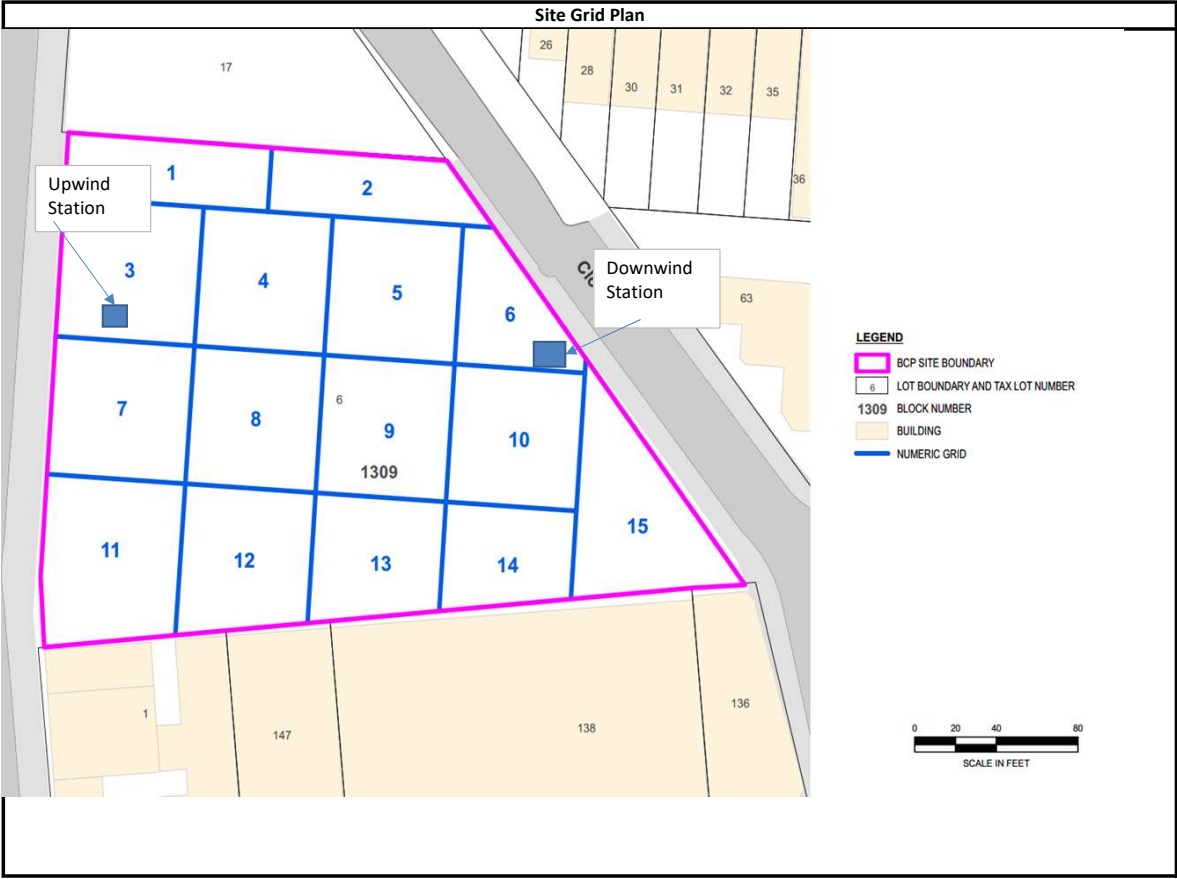 Site Grid Plan
17
26
28
30
31
32
35
36
1
2
Upwind
Station
3
4
5
6
Downwind
Station
63
7
8
6
9
1309
10
11
12
13
14
15
1
147
138
136
LEGEND
BCP SITE BOUNDARY
6 LOT BOUNDARY AND TAX LOT NUMBER
1309 BLOCK NUMBER
BUILDING
NUMERIC GRID
0 20 40 80
SCALE IN FEET